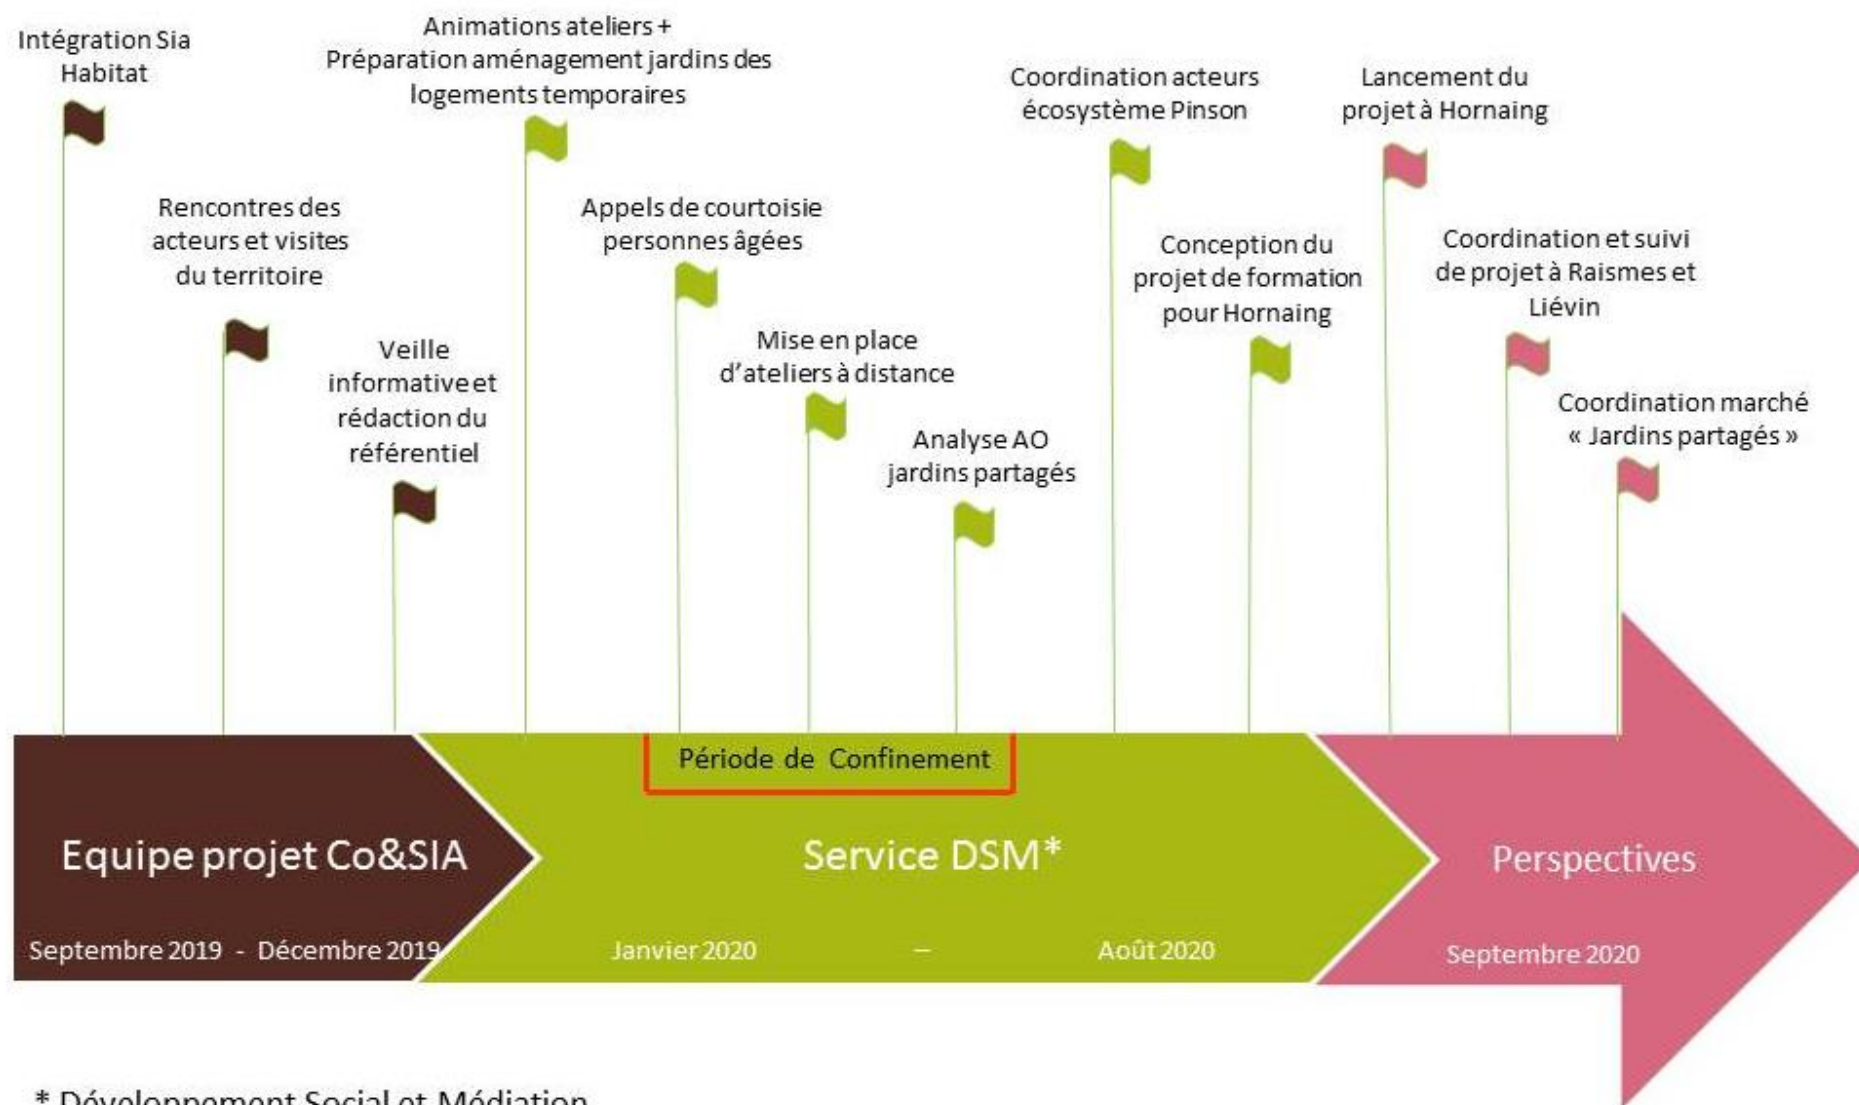 Intégration Sia
Habitat
Rencontres des
acteurs et visites
du territoire
Veille
informative et
rédaction du
référentiel
Animations ateliers +
Préparation aménagement jardins des
logements temporaires
Appels de courtoisie
personnes âgées
Mise en place
d'ateliers à distance
Analyse AO
jardins partagés
Coordination acteurs
écosystème Pinson
Conception du
projet de formation
pour Hornaing
Lancement du
projet à Hornaing
Coordination et suivi
de projet à Raismes et
Liévin
Coordination marché
« Jardins partagés »
Période de Confinement
Equipe projet Co&SIA
Septembre 2019 - Décembre 2019
Service DSM*
Janvier 2020 – Août 2020
Perspectives
Septembre 2020
* Développement Social et Médiation